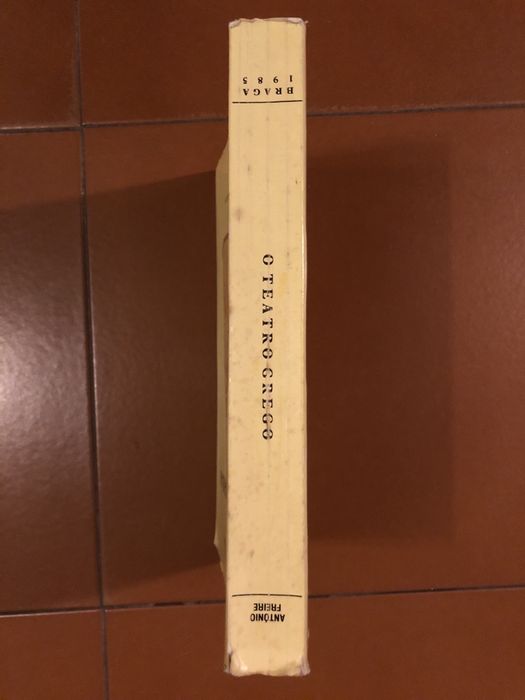 ANTÓNIO
FREIRE
O TEATRO GREGO
BRAGA
1985